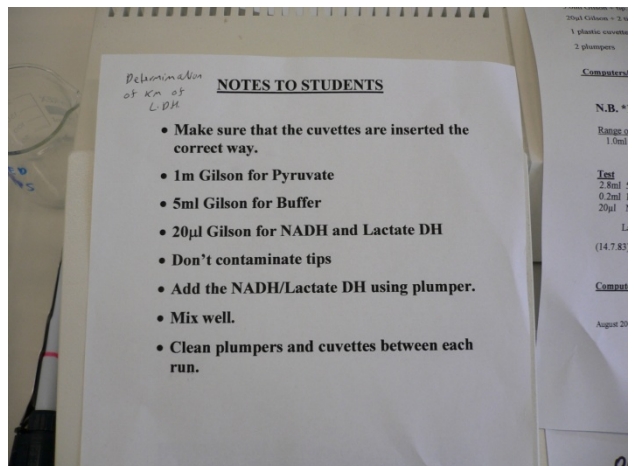 Determination
of Km of
LDH
NOTES TO STUDENTS
• Make sure that the cuvettes are inserted the
correct way.
• 1m Gilson for Pyruvate
• 5ml Gilson for Buffer
• 20µl Gilson for NADH and Lactate DH
• Don't contaminate tips
• Add the NADH/Lactate DH using plumper.
• Mix well.
• Clean plumpers and cuvettes between each
run.
20µl Gilson + 2
1 plastic cuvette
2 plumpers
Computers
N.B. *
Range o
1.0ml
Test
2.8ml
0.2ml
20µl
L
(14.7.83
Comput
August 20